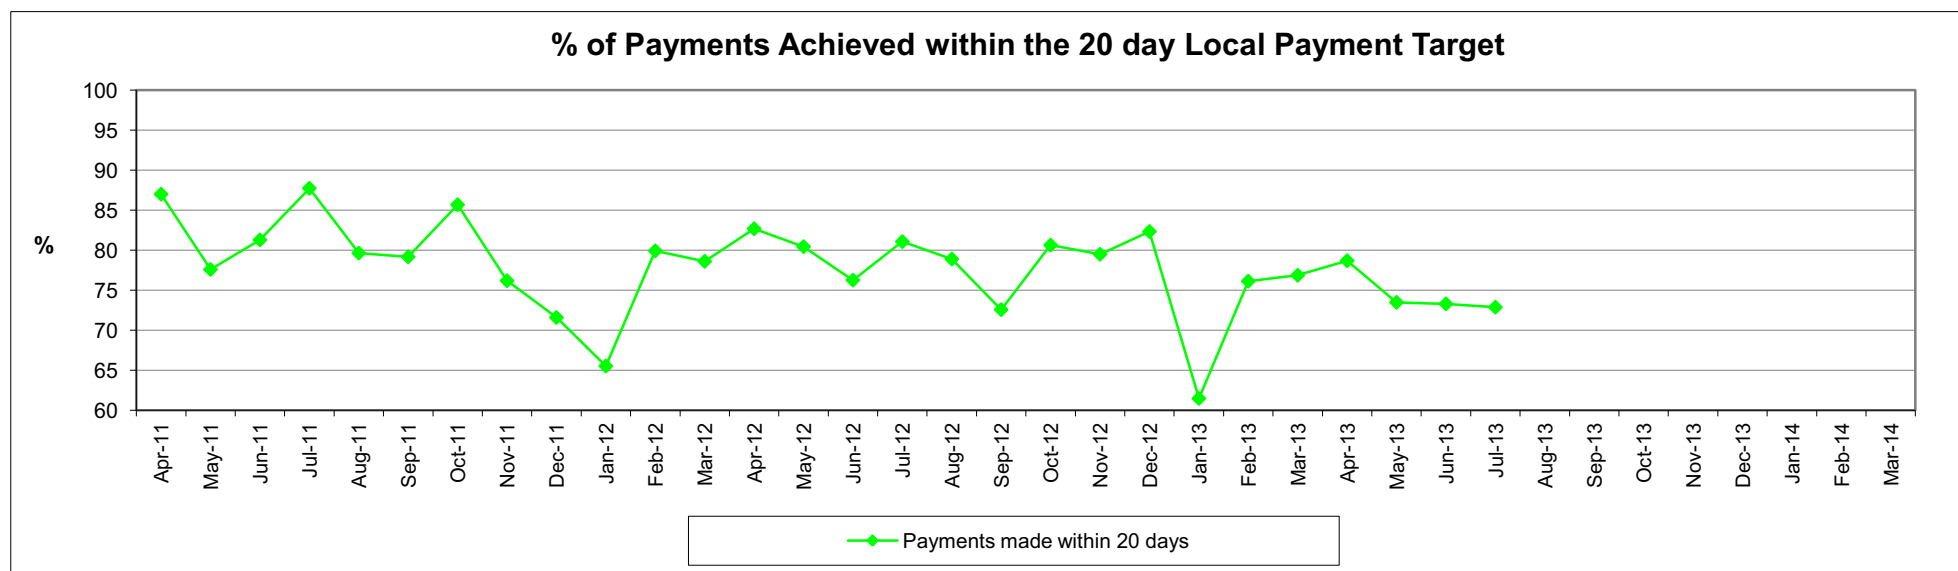 % of Payments Achieved within the 20 day Local Payment Target
100
95
90
85
80
75
70
65
60
%
Apr-11
May-11
Jun-11
Jul-11
Aug-11
Sep-11
Oct-11
Nov-11
Dec-11
Jan-12
Feb-12
Mar-12
Apr-12
May-12
Jun-12
Jul-12
Aug-12
Sep-12
Oct-12
Nov-12
Dec-12
Jan-13
Feb-13
Mar-13
Apr-13
May-13
Jun-13
Jul-13
Aug-13
Sep-13
Oct-13
Nov-13
Dec-13
Jan-14
Feb-14
Mar-14
Payments made within 20 days